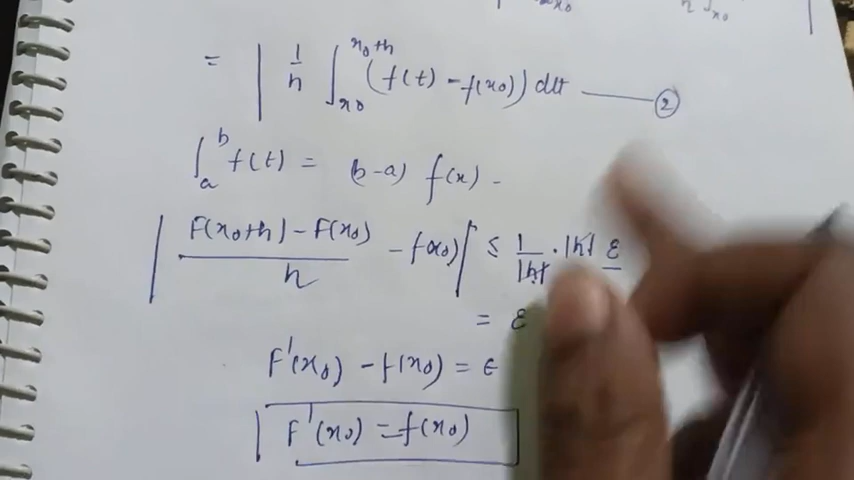 = | 1/h ∫_{x0}^{x0+h} (f(t) - f(x0)) dt —— ②
∫_a^b f(t) = (b-a) f(x) -
| (F(x0+h) - F(x0))/h - f(x0) | ≤ 1/|h| · |h| ε
= ε
F'(x0) - f(x0) = ε
F'(x0) = f(x0)